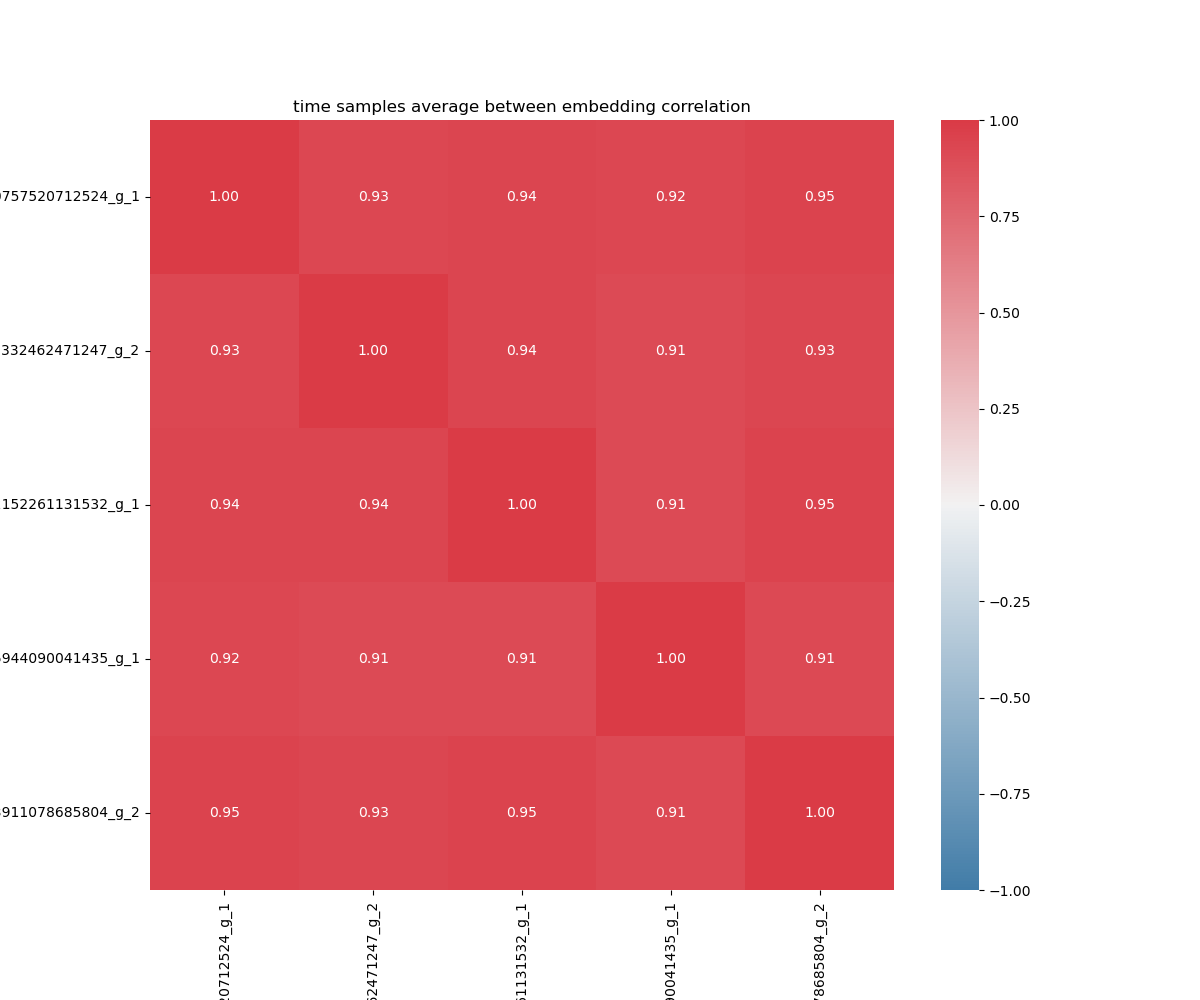 time samples average between embedding correlation
757520712524_g_1 1.00 0.93 0.94 0.92 0.95
332462471247_g_2 0.93 1.00 0.94 0.91 0.93
152261131532_g_1 0.94 0.94 1.00 0.91 0.95
944090041435_g_1 0.92 0.91 0.91 1.00 0.91
911078685804_g_2 0.95 0.93 0.95 0.91 1.00
20712524_g_1
2471247_g_2
1131532_g_1
0041435_g_1
78685804_g_2
1.00
0.75
0.50
0.25
0.00
−0.25
−0.50
−0.75
−1.00